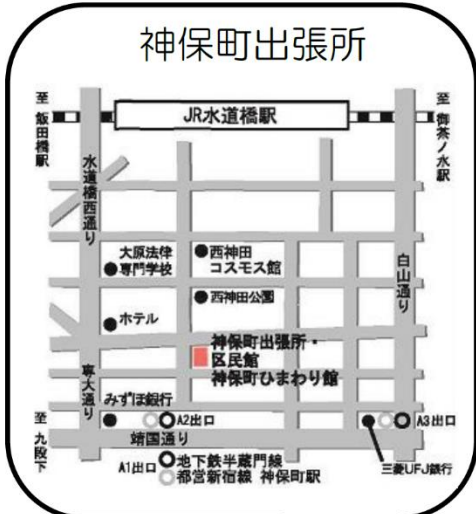 神保町出張所
至 飯田橋駅
JR水道橋駅
至 御茶ノ水駅
水道橋西通り
大原法律
専門学校
西神田
コスモス館
白山通り
西神田公園
ホテル
神保町出張所・
区民館
神保町ひまわり館
専大通り
みずほ銀行
至 九段下
A2出口
A3出口
靖国通り
A1出口
地下鉄半蔵門線
都営新宿線 神保町駅
三菱UFJ銀行